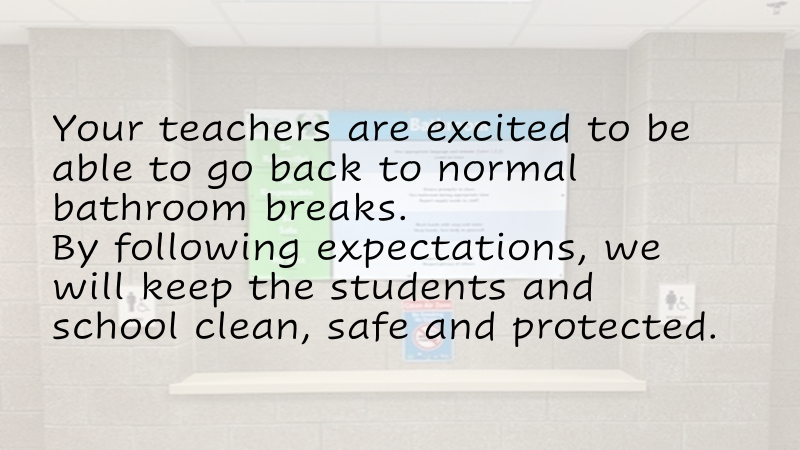 Your teachers are excited to be
able to go back to normal
bathroom breaks.
By following expectations, we
will keep the students and
school clean, safe and protected.